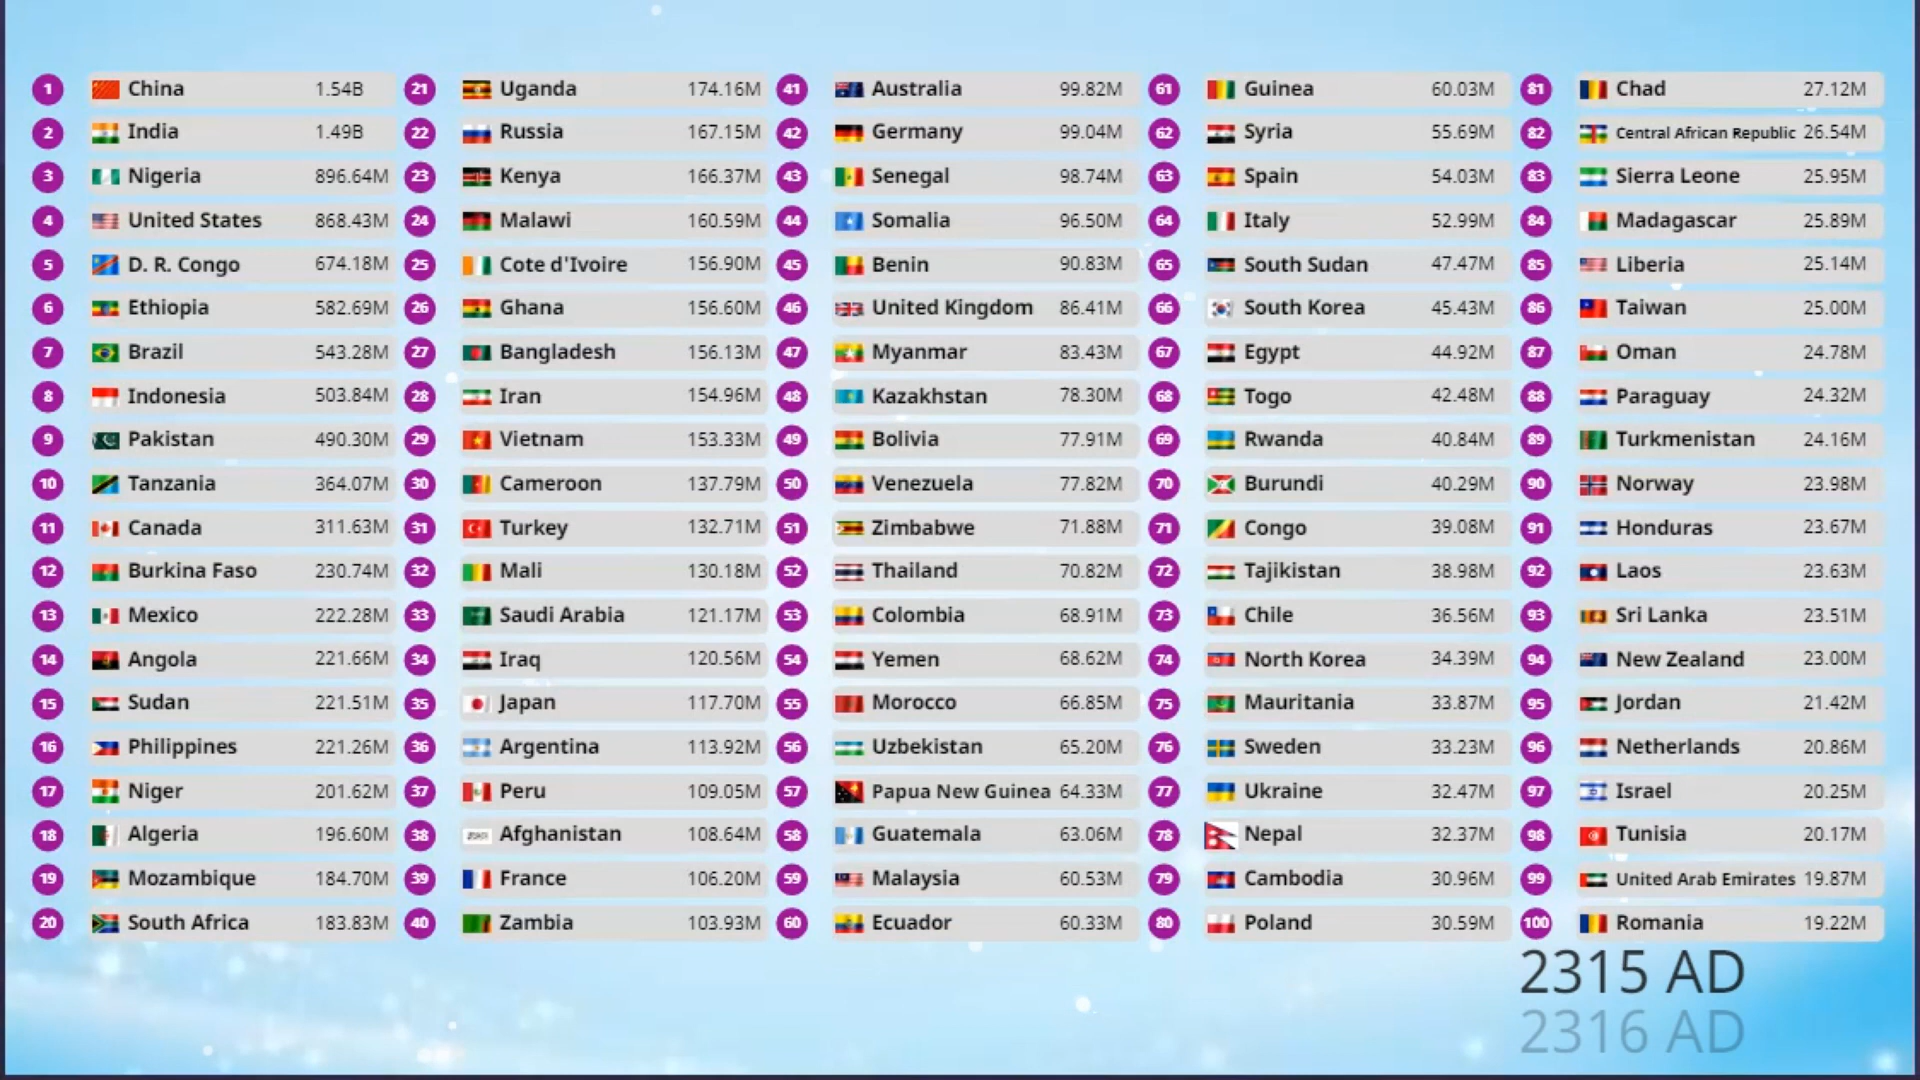 1 China 1.54B
2 India 1.49B
3 Nigeria 896.64M
4 United States 868.43M
5 D. R. Congo 674.18M
6 Ethiopia 582.69M
7 Brazil 543.28M
8 Indonesia 503.84M
9 Pakistan 490.30M
10 Tanzania 364.07M
11 Canada 311.63M
12 Burkina Faso 230.74M
13 Mexico 222.28M
14 Angola 221.66M
15 Sudan 221.51M
16 Philippines 221.26M
17 Niger 201.62M
18 Algeria 196.60M
19 Mozambique 184.70M
20 South Africa 183.83M
21 Uganda 174.16M
22 Russia 167.15M
23 Kenya 166.37M
24 Malawi 160.59M
25 Cote d'Ivoire 156.90M
26 Ghana 156.60M
27 Bangladesh 156.13M
28 Iran 154.96M
29 Vietnam 153.33M
30 Cameroon 137.79M
31 Turkey 132.71M
32 Mali 130.18M
33 Saudi Arabia 121.17M
34 Iraq 120.56M
35 Japan 117.70M
36 Argentina 113.92M
37 Peru 109.05M
38 Afghanistan 108.64M
39 France 106.20M
40 Zambia 103.93M
41 Australia 99.82M
42 Germany 99.04M
43 Senegal 98.74M
44 Somalia 96.50M
45 Benin 90.83M
46 United Kingdom 86.41M
47 Myanmar 83.43M
48 Kazakhstan 78.30M
49 Bolivia 77.91M
50 Venezuela 77.82M
51 Zimbabwe 71.88M
52 Thailand 70.82M
53 Colombia 68.91M
54 Yemen 68.62M
55 Morocco 66.85M
56 Uzbekistan 65.20M
57 Papua New Guinea 64.33M
58 Guatemala 63.06M
59 Malaysia 60.53M
60 Ecuador 60.33M
61 Guinea 60.03M
62 Syria 55.69M
63 Spain 54.03M
64 Italy 52.99M
65 South Sudan 47.47M
66 South Korea 45.43M
67 Egypt 44.92M
68 Togo 42.48M
69 Rwanda 40.84M
70 Burundi 40.29M
71 Congo 39.08M
72 Tajikistan 38.98M
73 Chile 36.56M
74 North Korea 34.39M
75 Mauritania 33.87M
76 Sweden 33.23M
77 Ukraine 32.47M
78 Nepal 32.37M
79 Cambodia 30.96M
80 Poland 30.59M
81 Chad 27.12M
82 Central African Republic 26.54M
83 Sierra Leone 25.95M
84 Madagascar 25.89M
85 Liberia 25.14M
86 Taiwan 25.00M
87 Oman 24.78M
88 Paraguay 24.32M
89 Turkmenistan 24.16M
90 Norway 23.98M
91 Honduras 23.67M
92 Laos 23.63M
93 Sri Lanka 23.51M
94 New Zealand 23.00M
95 Jordan 21.42M
96 Netherlands 20.86M
97 Israel 20.25M
98 Tunisia 20.17M
99 United Arab Emirates 19.87M
100 Romania 19.22M
2315 AD
2316 AD